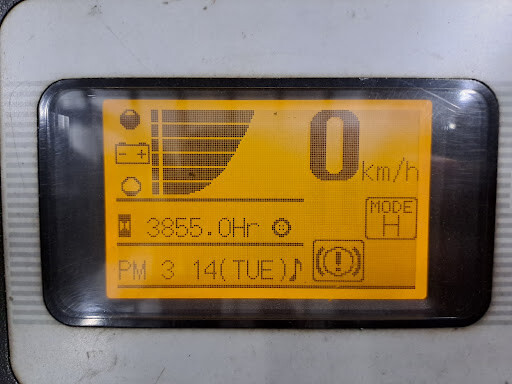 0 km/h
MODE
H
3855.0Hr
PM 3 14(TUE)